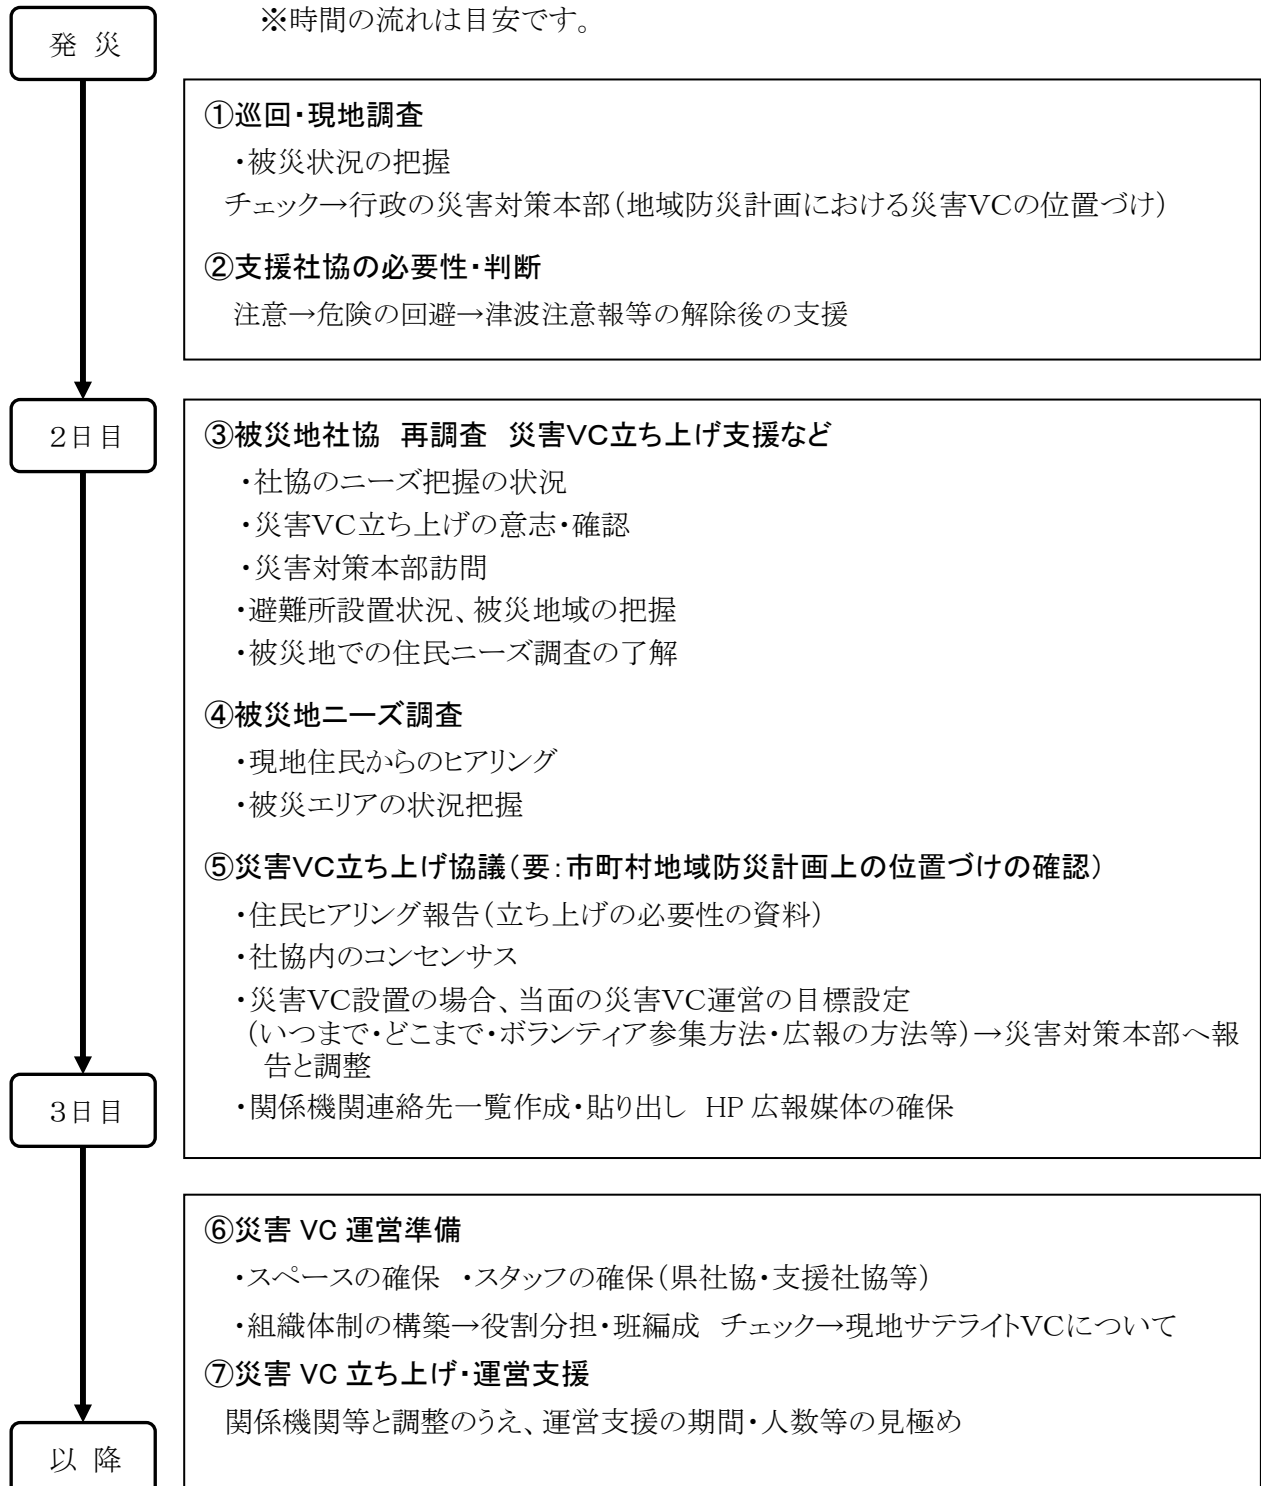 ※時間の流れは目安です。
発 災
①巡回・現地調査
・被災状況の把握
チェック→行政の災害対策本部（地域防災計画における災害VCの位置づけ）
②支援社協の必要性・判断
注意→危険の回避→津波注意報等の解除後の支援
２日目
③被災地社協　再調査　災害VC立ち上げ支援など
・社協のニーズ把握の状況
・災害VC立ち上げの意志・確認
・災害対策本部訪問
・避難所設置状況、被災地域の把握
・被災地での住民ニーズ調査の了解
④被災地ニーズ調査
・現地住民からのヒアリング
・被災エリアの状況把握
⑤災害VC立ち上げ協議（要：市町村地域防災計画上の位置づけの確認）
・住民ヒアリング報告（立ち上げの必要性の資料）
・社協内のコンセンサス
・災害VC設置の場合、当面の災害VC運営の目標設定
（いつまで・どこまで・ボランティア参集方法・広報の方法等）→災害対策本部へ報
告と調整
・関係機関連絡先一覧作成・貼り出し　HP 広報媒体の確保
３日目
⑥災害 VC 運営準備
・スペースの確保　・スタッフの確保（県社協・支援社協等）
・組織体制の構築→役割分担・班編成　チェック→現地サテライトVCについて
⑦災害 VC 立ち上げ・運営支援
関係機関等と調整のうえ、運営支援の期間・人数等の見極め
以 降